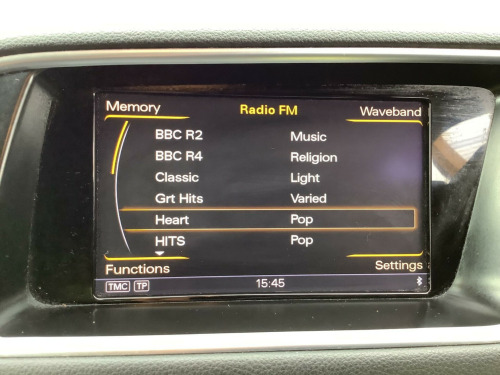 Memory Radio FM Waveband
BBC R2 Music
BBC R4 Religion
Classic Light
Grt Hits Varied
Heart Pop
HITS Pop
Functions Settings
TMC TP 15:45